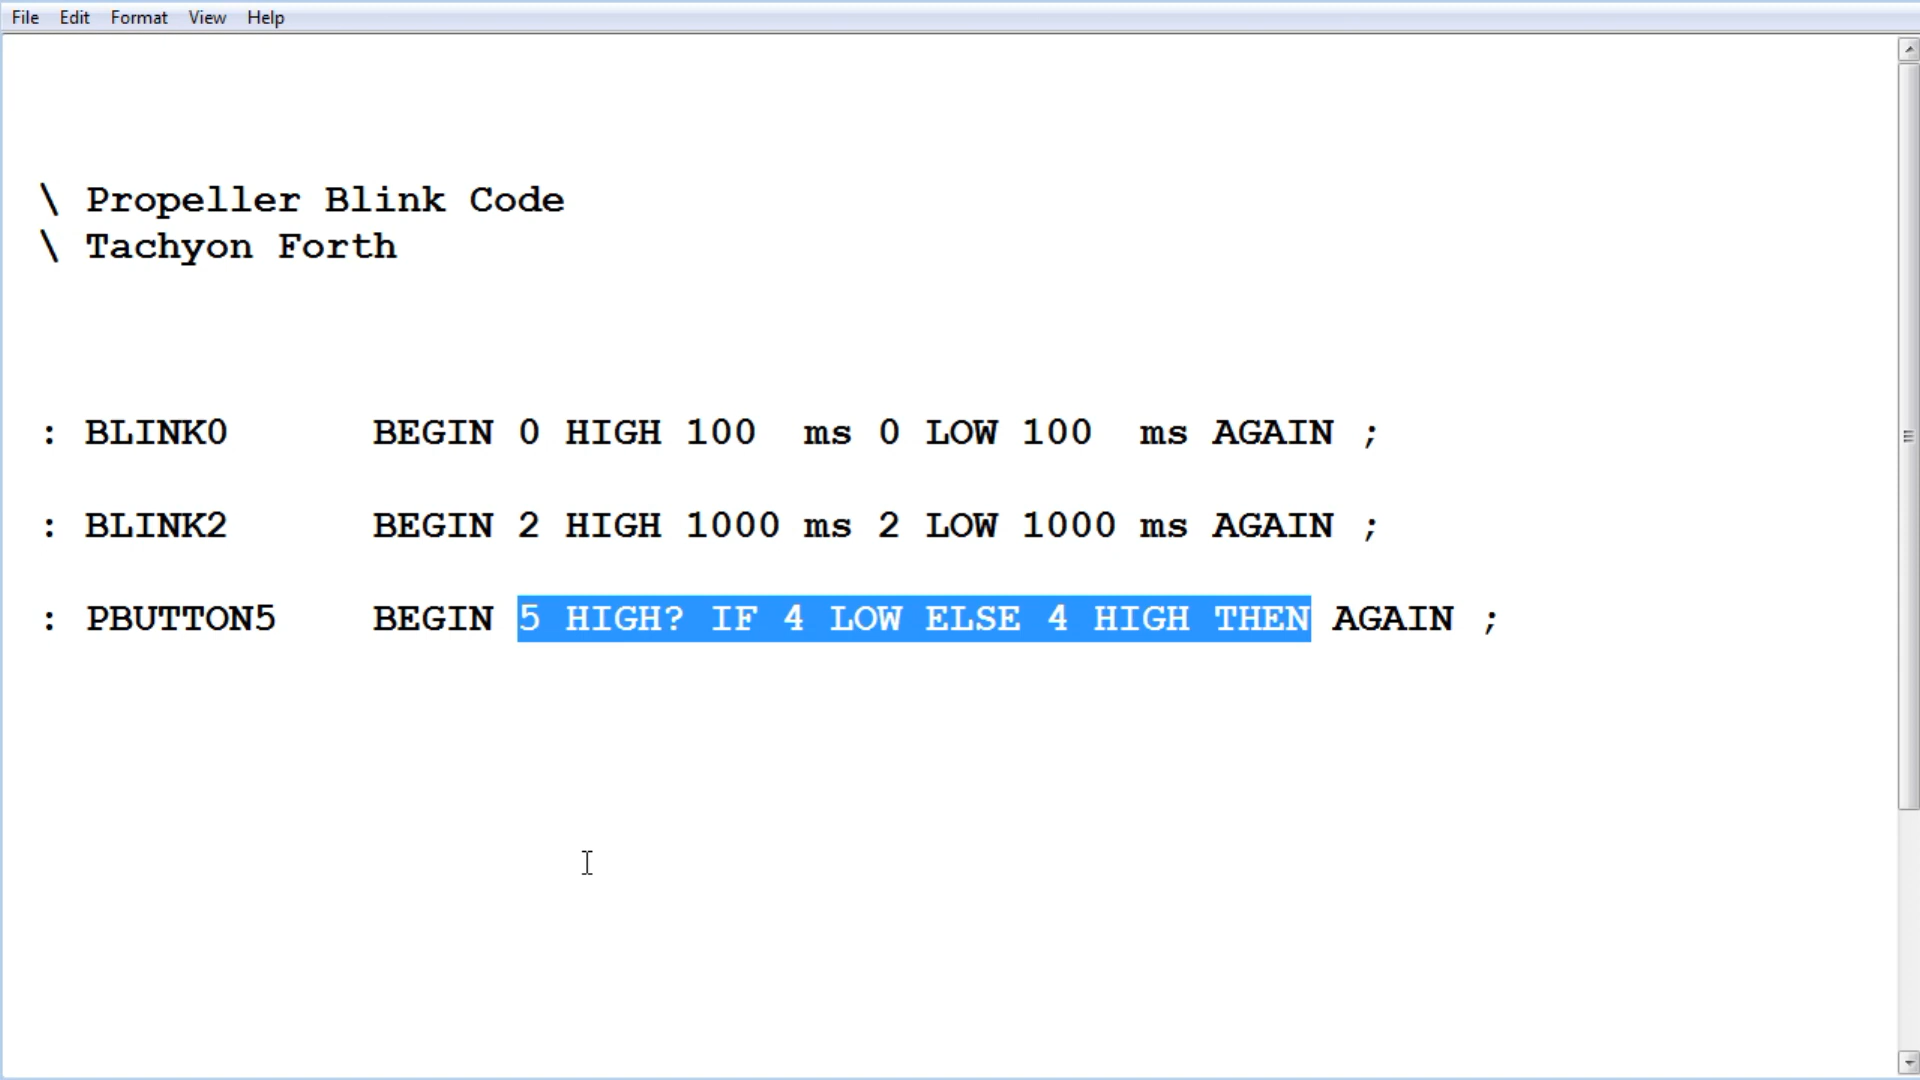 File Edit Format View Help
\ Propeller Blink Code
\ Tachyon Forth
: BLINK0 BEGIN 0 HIGH 100 ms 0 LOW 100 ms AGAIN ;
: BLINK2 BEGIN 2 HIGH 1000 ms 2 LOW 1000 ms AGAIN ;
: PBUTTON5 BEGIN 5 HIGH? IF 4 LOW ELSE 4 HIGH THEN AGAIN ;